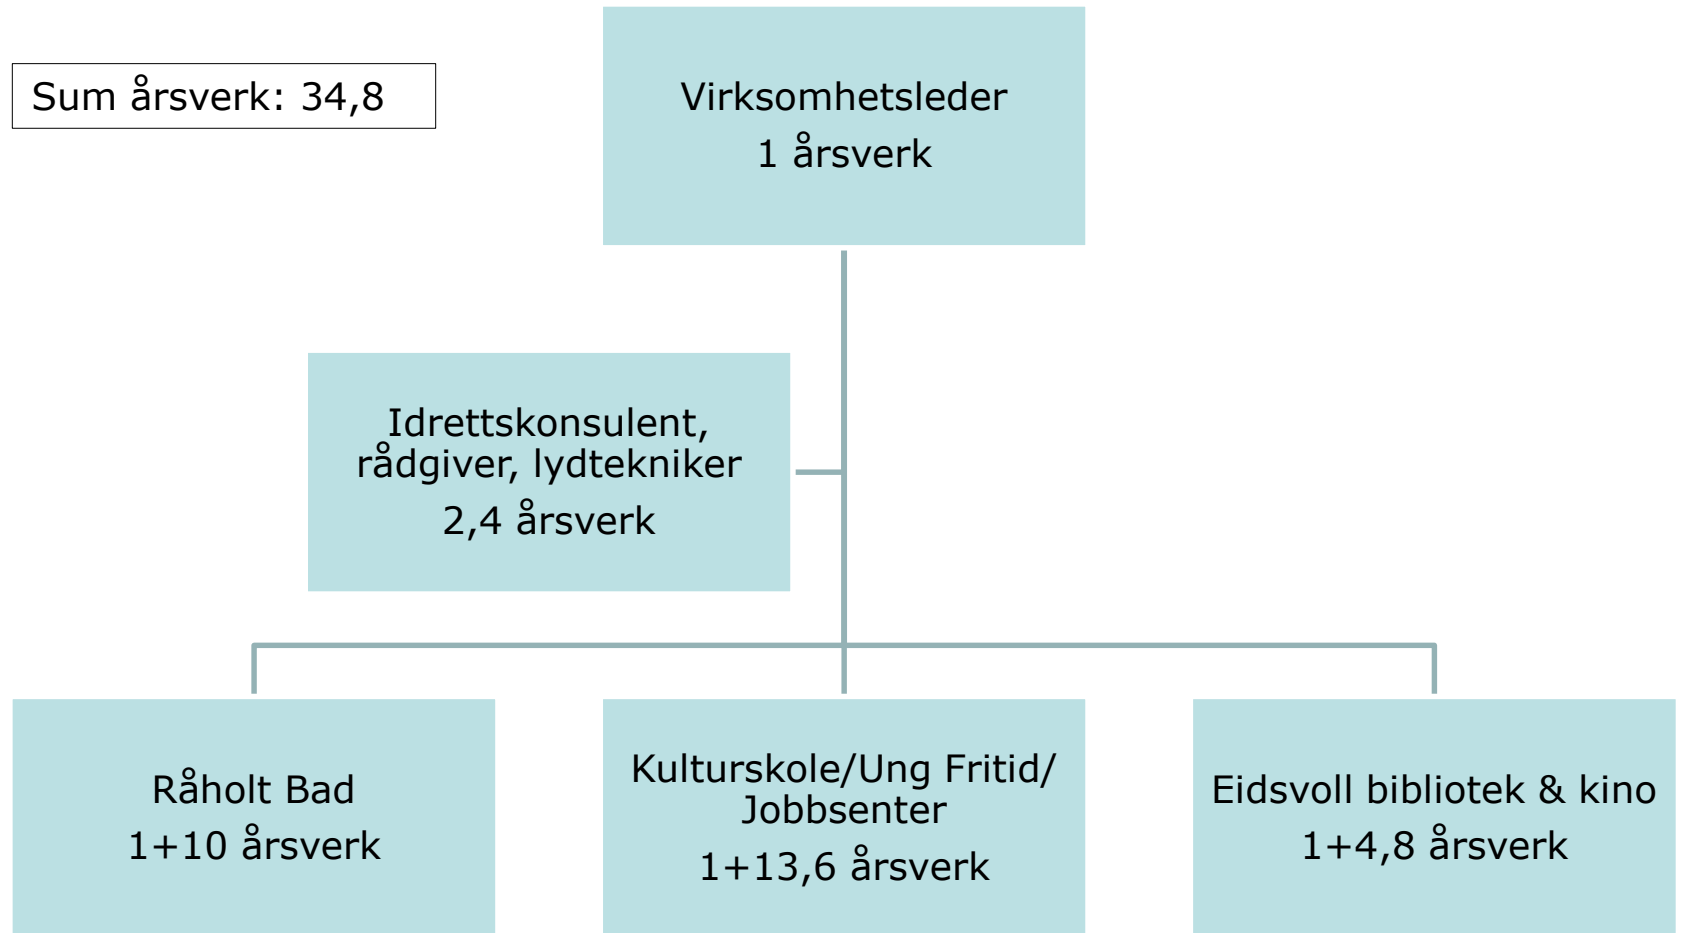 Sum årsverk: 34,8
Virksomhetsleder
1 årsverk
Idrettskonsulent,
rådgiver, lydtekniker
2,4 årsverk
Råholt Bad
1+10 årsverk
Kulturskole/Ung Fritid/
Jobbsenter
1+13,6 årsverk
Eidsvoll bibliotek & kino
1+4,8 årsverk